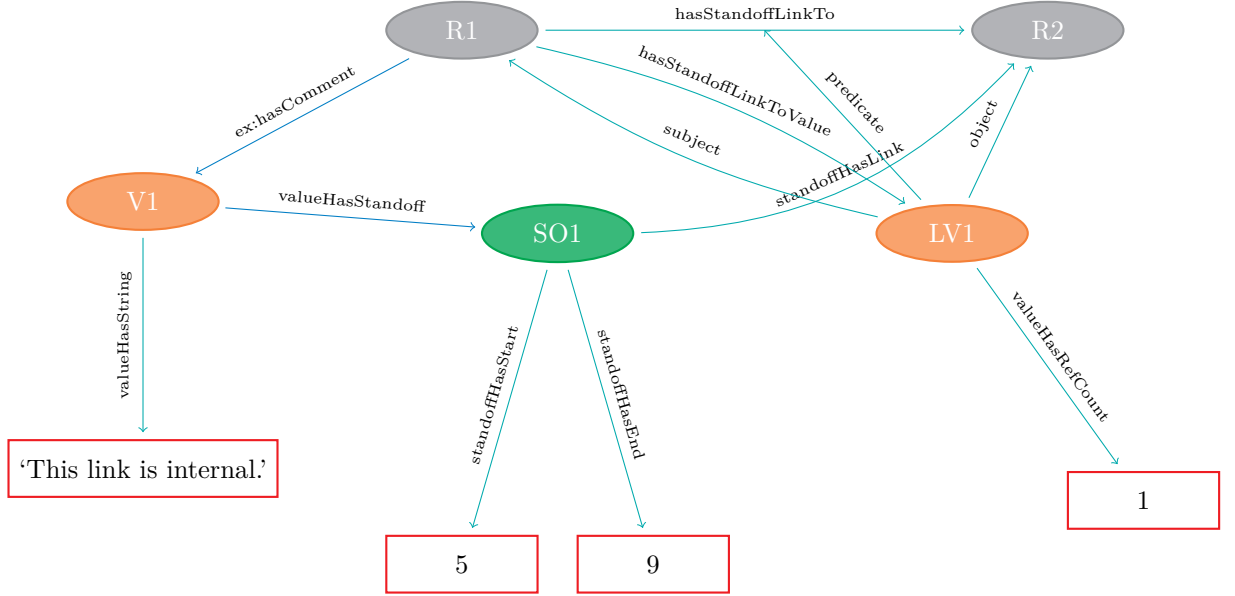 hasStandoffLinkTo
R1
R2
hasStandoffLinkToValue
predicate
ex:hasComment
subject
object
standoffHasLink
V1
valueHasStandoff
SO1
LV1
valueHasString
standoffHasStart
standoffHasEnd
valueHasRefCount
‘This link is internal.’
1
5
9